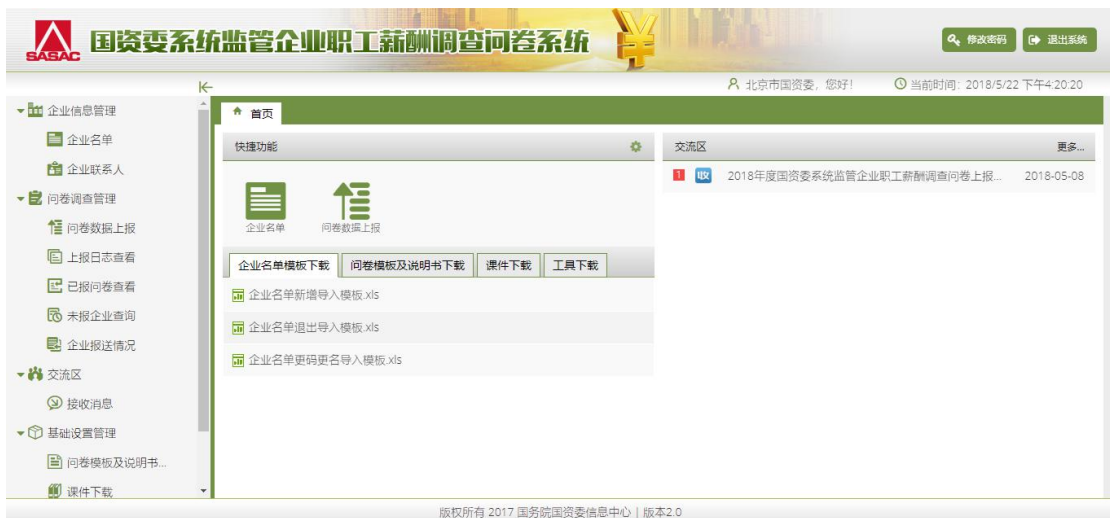 SASAC
国资委系统监管企业职工薪酬调查问卷系统
修改密码
退出系统
北京市国资委，您好!
当前时间: 2018/5/22 下午4:20:20
企业信息管理
企业名单
企业联系人
问卷调查管理
问卷数据上报
上报日志查看
已报问卷查看
未报企业查询
企业报送情况
交流区
接收消息
基础设置管理
问卷模板及说明书...
课件下载
首页
快捷功能
企业名单
问卷数据上报
企业名单模板下载
问卷模板及说明书下载
课件下载
工具下载
企业名单新增导入模板.xls
企业名单退出导入模板.xls
企业名单更码更名导入模板.xls
交流区
更多...
1 收 2018年度国资委系统监管企业职工薪酬调查问卷上报... 2018-05-08
版权所有 2017 国务院国资委信息中心 | 版本2.0